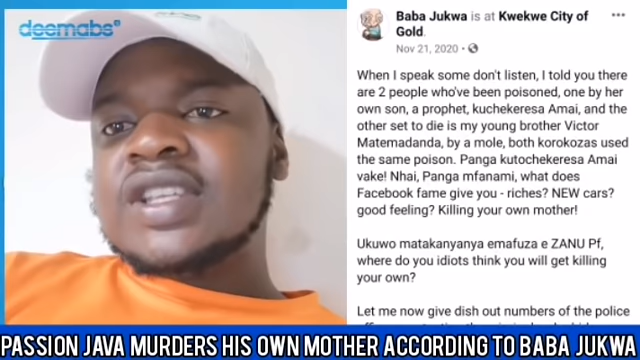 deemabs
Baba Jukwa is at Kwekwe City of
Gold.
Nov 21, 2020 ·
When I speak some don't listen, I told you there
are 2 people who've been poisoned, one by her
own son, a prophet, kuchekeresa Amai, and the
other set to die is my young brother Victor
Matemadanda, by a mole, both korokozas used
the same poison. Panga kutochekeresa Amai
vake! Nhai, Panga mfanami, what does
Facebook fame give you - riches? NEW cars?
good feeling? Killing your own mother!
Ukuwo matakanyanya emafuza e ZANU Pf,
where do you idiots think you will get killing
your own?
Let me now give dish out numbers of the police
PASSION JAVA MURDERS HIS OWN MOTHER ACCORDING TO BABA JUKWA